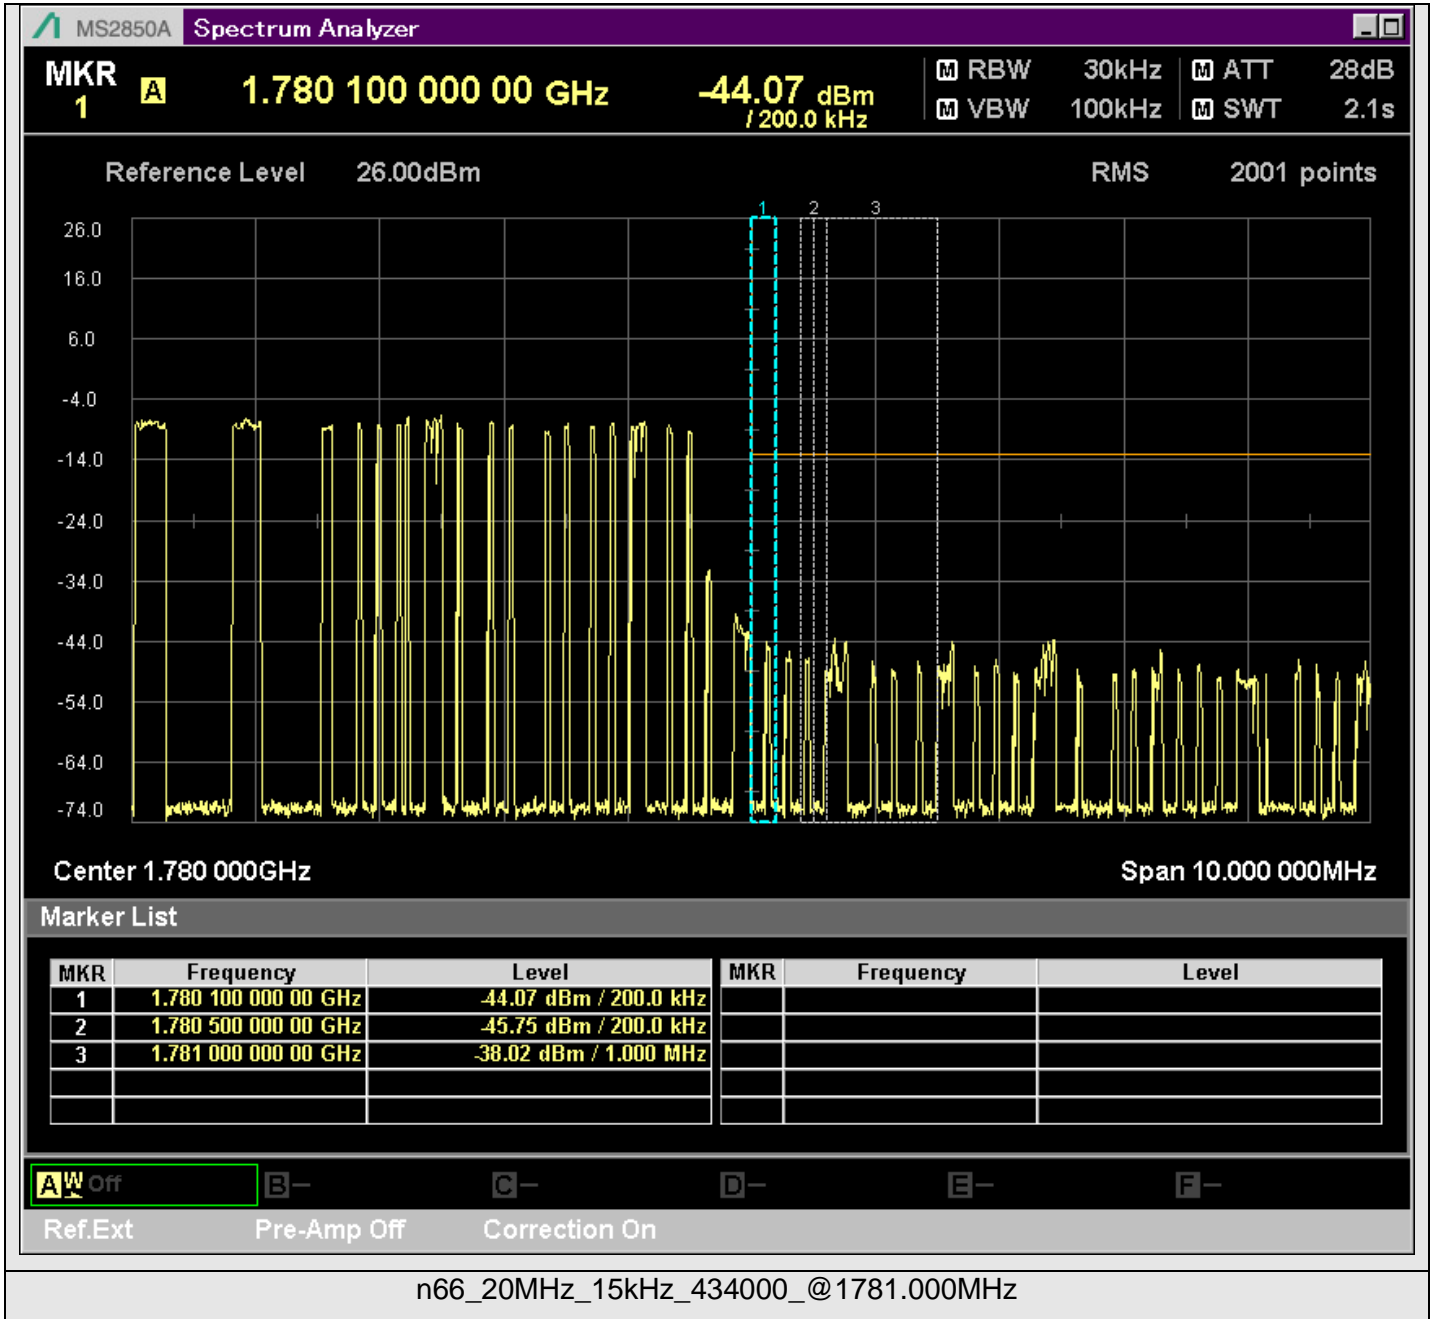 MS2850A Spectrum Analyzer
MKR 1 A 1.780 100 000 00 GHz -44.07 dBm / 200.0 kHz
M RBW 30kHz M ATT 28dB
M VBW 100kHz M SWT 2.1s
Reference Level 26.00dBm RMS 2001 points
1 2 3
26.0
16.0
6.0
-4.0
-14.0
-24.0
-34.0
-44.0
-54.0
-64.0
-74.0
Center 1.780 000GHz Span 10.000 000MHz
Marker List
MKR Frequency Level MKR Frequency Level
1 1.780 100 000 00 GHz -44.07 dBm / 200.0 kHz
2 1.780 500 000 00 GHz -45.75 dBm / 200.0 kHz
3 1.781 000 000 00 GHz -38.02 dBm / 1.000 MHz
A W Off B – C – D – E – F –
Ref.Ext Pre-Amp Off Correction On
n66_20MHz_15kHz_434000_@1781.000MHz